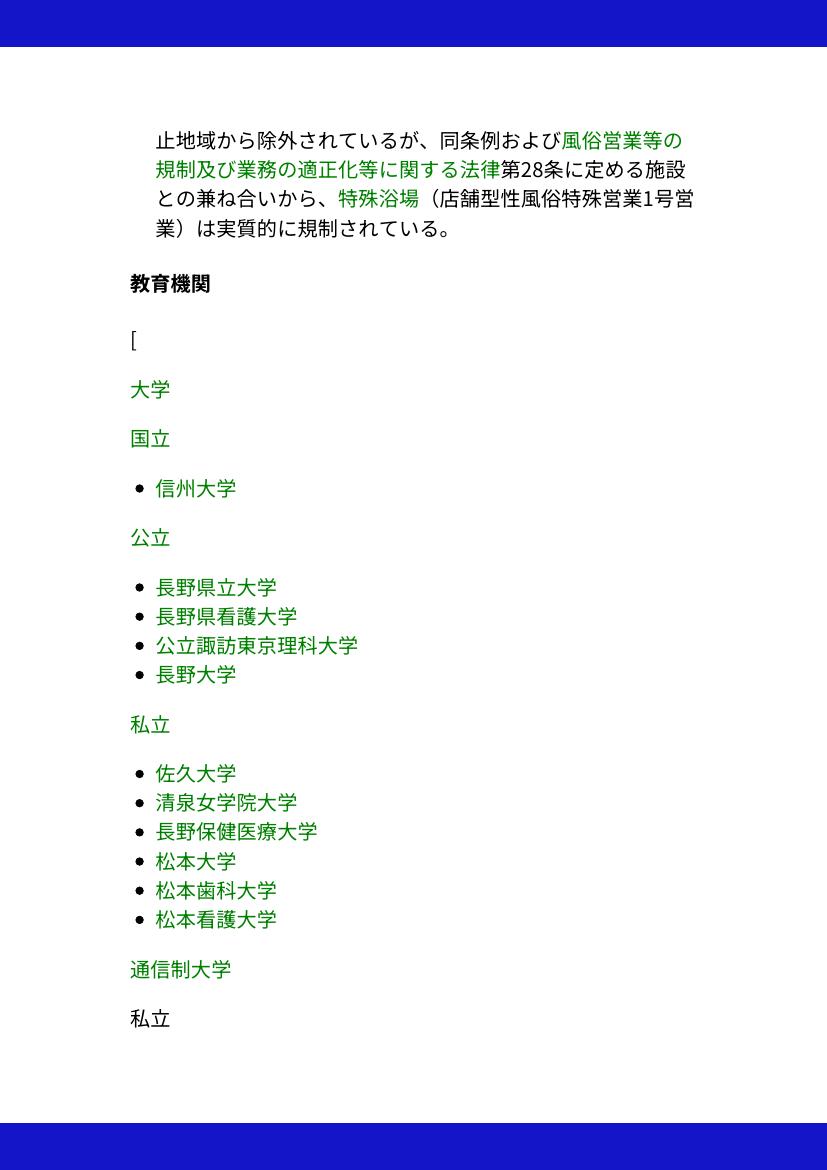 止地域から除外されているが、同条例および風俗営業等の
規制及び業務の適正化等に関する法律第28条に定める施設
との兼ね合いから、特殊浴場（店舗型性風俗特殊営業1号営
業）は実質的に規制されている。
教育機関
[
大学
国立
• 信州大学
公立
• 長野県立大学
• 長野県看護大学
• 公立諏訪東京理科大学
• 長野大学
私立
• 佐久大学
• 清泉女学院大学
• 長野保健医療大学
• 松本大学
• 松本歯科大学
• 松本看護大学
通信制大学
私立